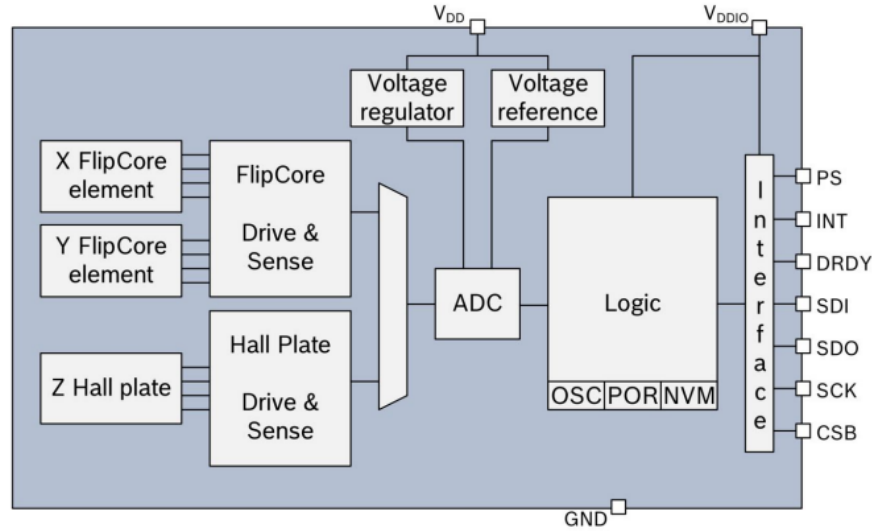 VDD
VDDIO
Voltage
regulator
Voltage
reference
X FlipCore
element
FlipCore
Drive &
Sense
Y FlipCore
element
Hall Plate
Drive &
Sense
Z Hall plate
ADC
Logic
OSC POR NVM
Interface
PS
INT
DRDY
SDI
SDO
SCK
CSB
GND